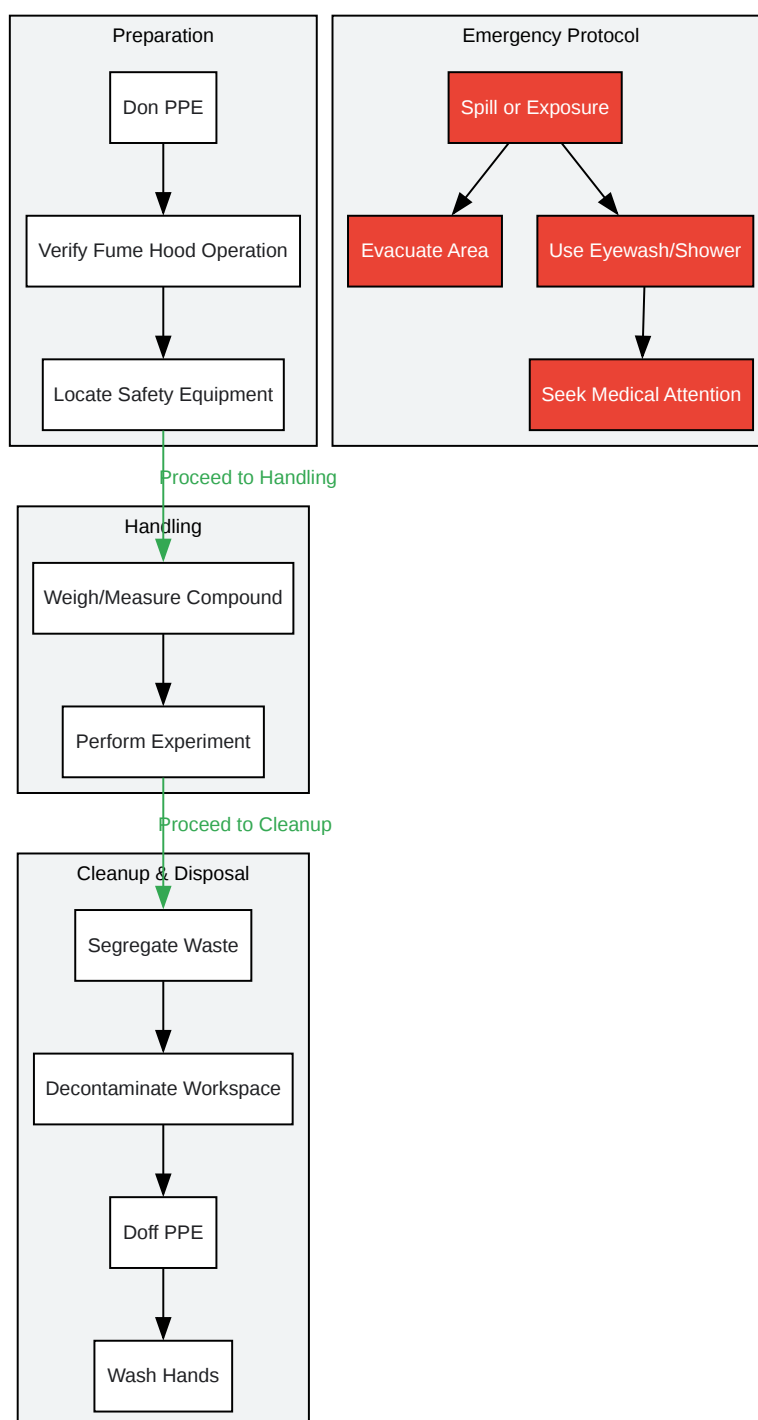 Preparation
Don PPE
Verify Fume Hood Operation
Locate Safety Equipment
Emergency Protocol
Spill or Exposure
Evacuate Area
Use Eyewash/Shower
Seek Medical Attention
Proceed to Handling
Handling
Weigh/Measure Compound
Perform Experiment
Proceed to Cleanup
Cleanup & Disposal
Segregate Waste
Decontaminate Workspace
Doff PPE
Wash Hands